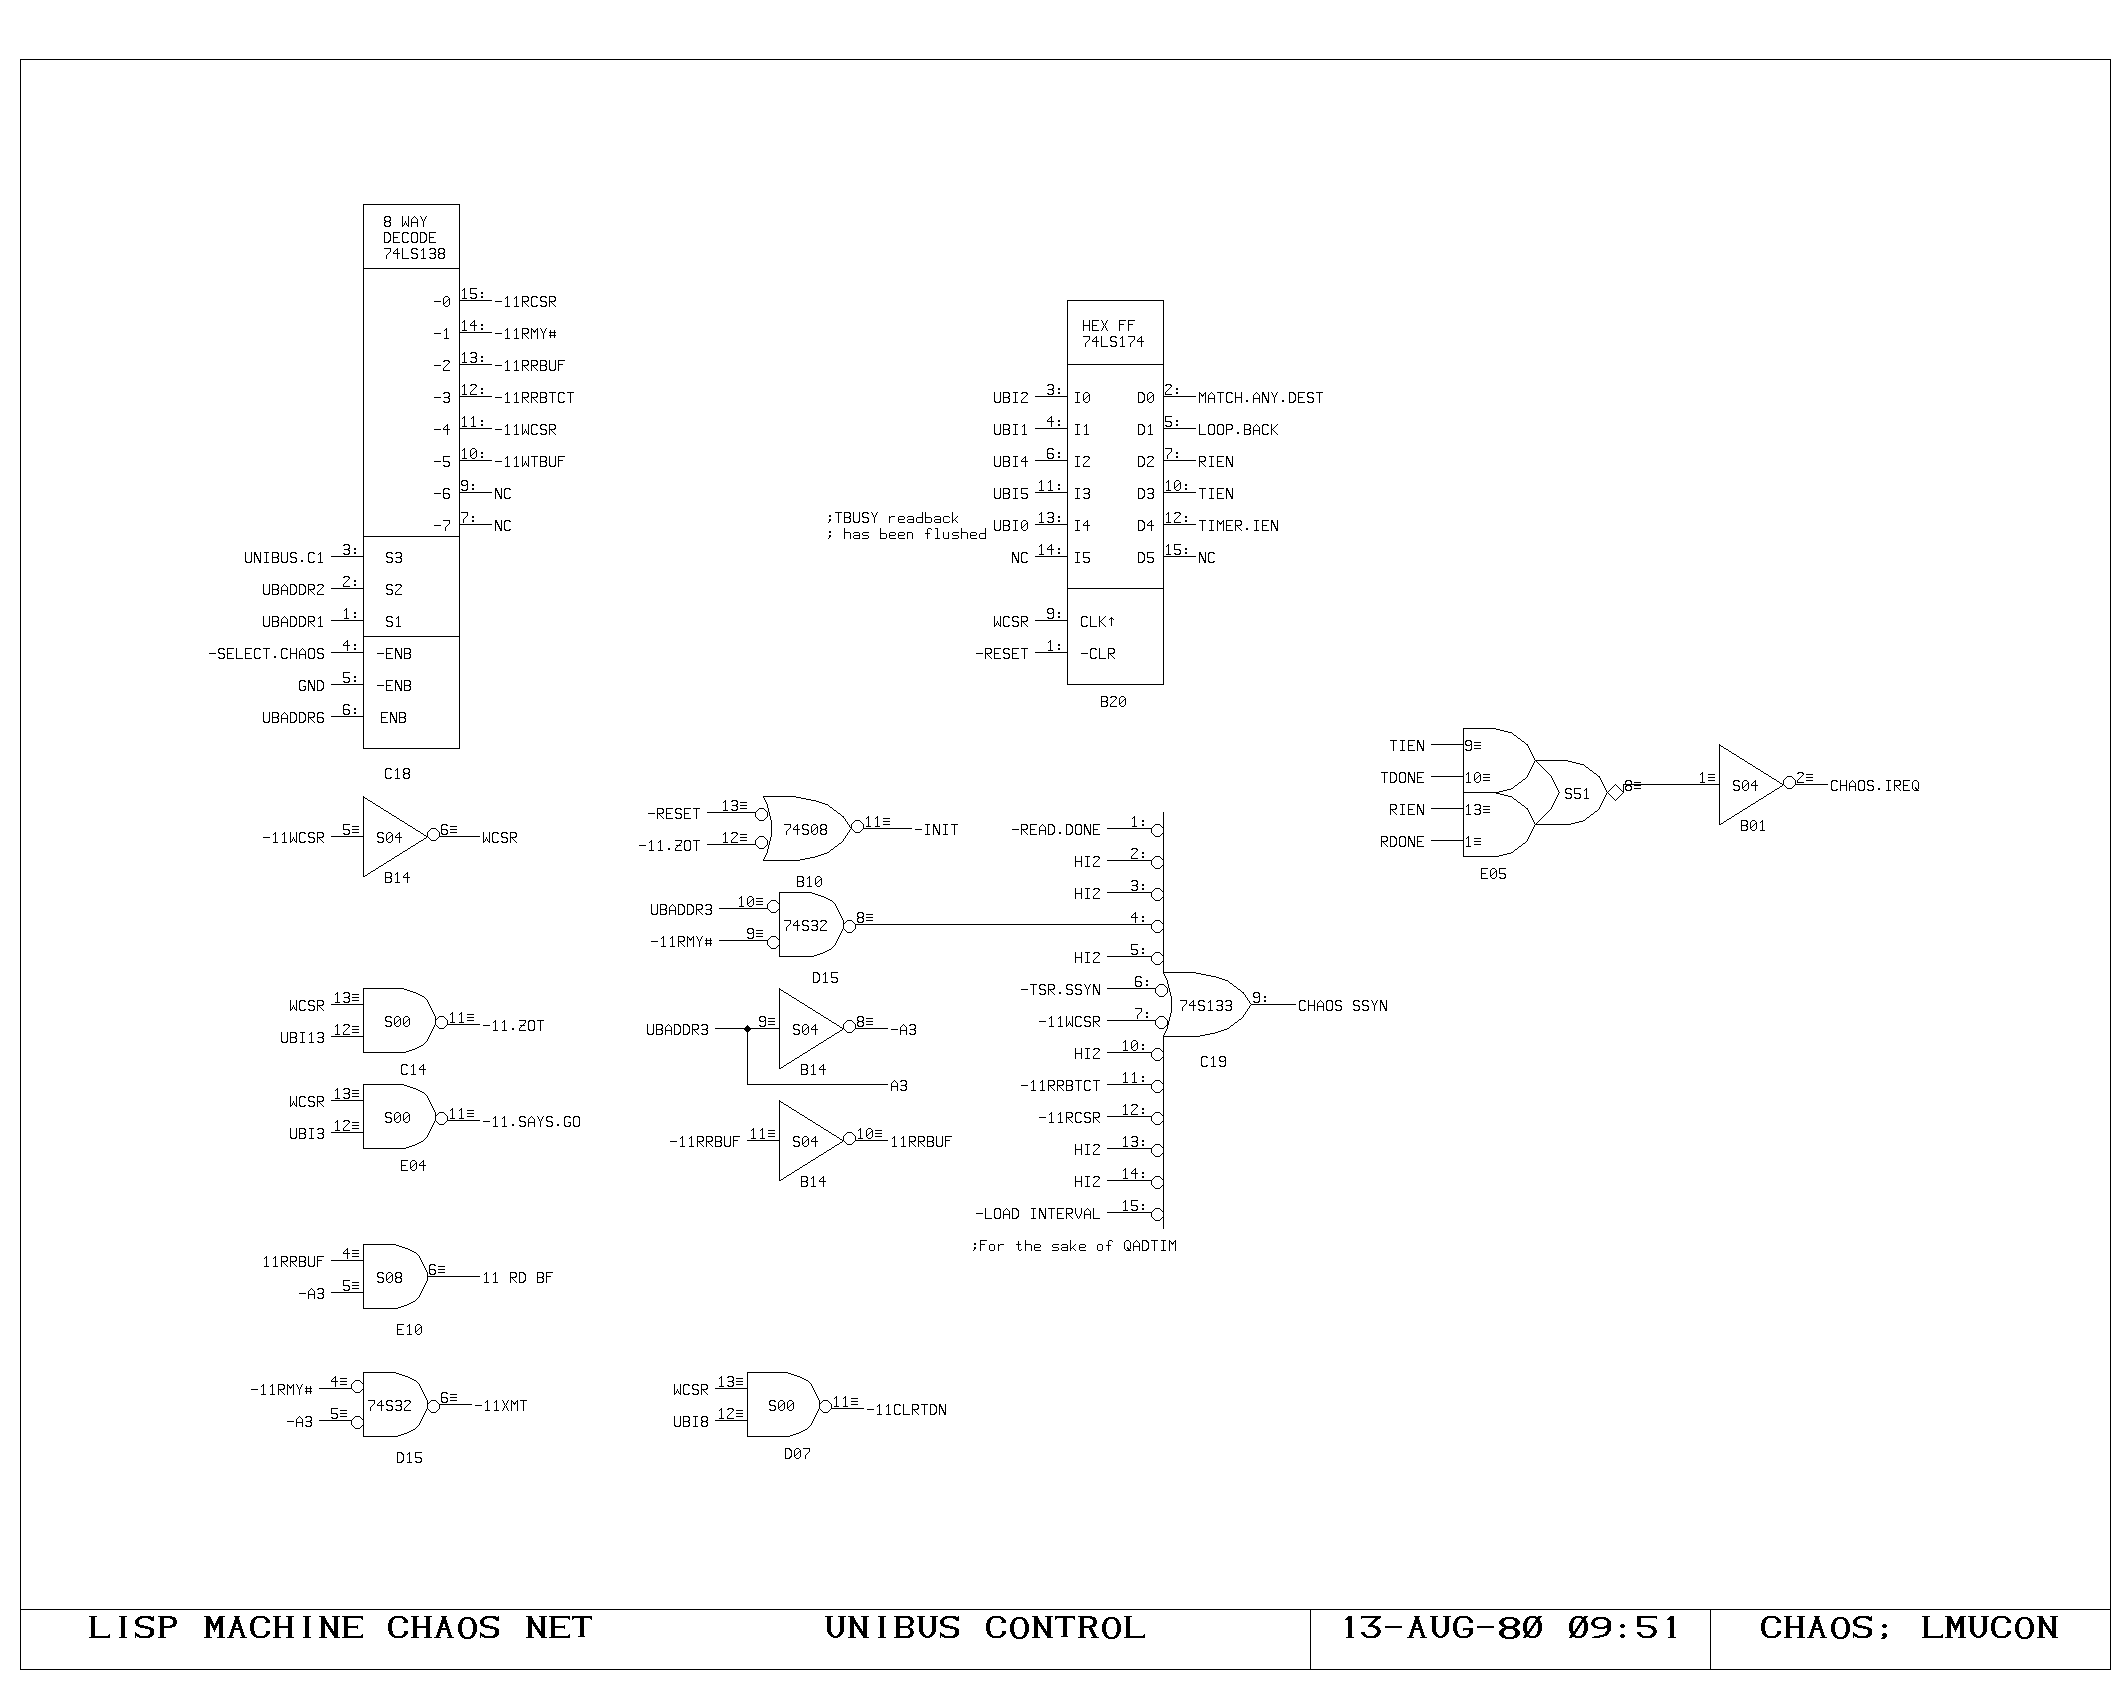 8 WAY
DECODE
74LS138
-0 15: -11RCSR
-1 14: -11RMY#
-2 13: -11RRBUF
-3 12: -11RRBTCT
-4 11: -11WCSR
-5 10: -11WTBUF
-6 9: NC
-7 7: NC
UNIBUS.C1 3: S3
UBADDR2 2: S2
UBADDR1 1: S1
-SELECT.CHAOS 4: -ENB
GND 5: -ENB
UBADDR6 6: ENB
C18
HEX FF
74LS174
UBI2 3: I0 D0 2: MATCH.ANY.DEST
UBI1 4: I1 D1 5: LOOP.BACK
UBI4 6: I2 D2 7: RIEN
UBI5 11: I3 D3 10: TIEN
;TBUSY readback
; has been flushed
UBI0 13: I4 D4 12: TIMER.IEN
NC 14: I5 D5 15: NC
WCSR 9: CLK↑
-RESET 1: -CLR
B20
TIEN 9≡
TDONE 10≡
RIEN 13≡
RDONE 1≡
S51 8≡
E05
1≡ S04 2≡ CHAOS.IREQ
B01
-11WCSR 5≡ S04 6≡ WCSR
B14
-RESET 13≡
-11.ZOT 12≡
74S08 11≡ -INIT
B10
UBADDR3 10≡
-11RMY# 9≡
74S32 8≡
D15
WCSR 13≡
UBI13 12≡
S00 11≡ -11.ZOT
C14
UBADDR3 9≡ S04 8≡ -A3
B14
A3
WCSR 13≡
UBI3 12≡
S00 11≡ -11.SAYS.GO
E04
-11RRBUF 11≡ S04 10≡ 11RRBUF
B14
-READ.DONE 1:
HI2 2:
HI2 3:
4:
HI2 5:
-TSR.SSYN 6:
-11WCSR 7:
74S133 9: CHAOS SSYN
C19
HI2 10:
-11RRBTCT 11:
-11RCSR 12:
HI2 13:
HI2 14:
-LOAD INTERVAL 15:
;For the sake of QADTIM
11RRBUF 4≡
-A3 5≡
S08 6≡ 11 RD BF
E10
-11RMY# 4≡
-A3 5≡
74S32 6≡ -11XMT
D15
WCSR 13≡
UBI8 12≡
S00 11≡ -11CLRTDN
D07
LISP MACHINE CHAOS NET UNIBUS CONTROL 13-AUG-80 09:51 CHAOS; LMUCON